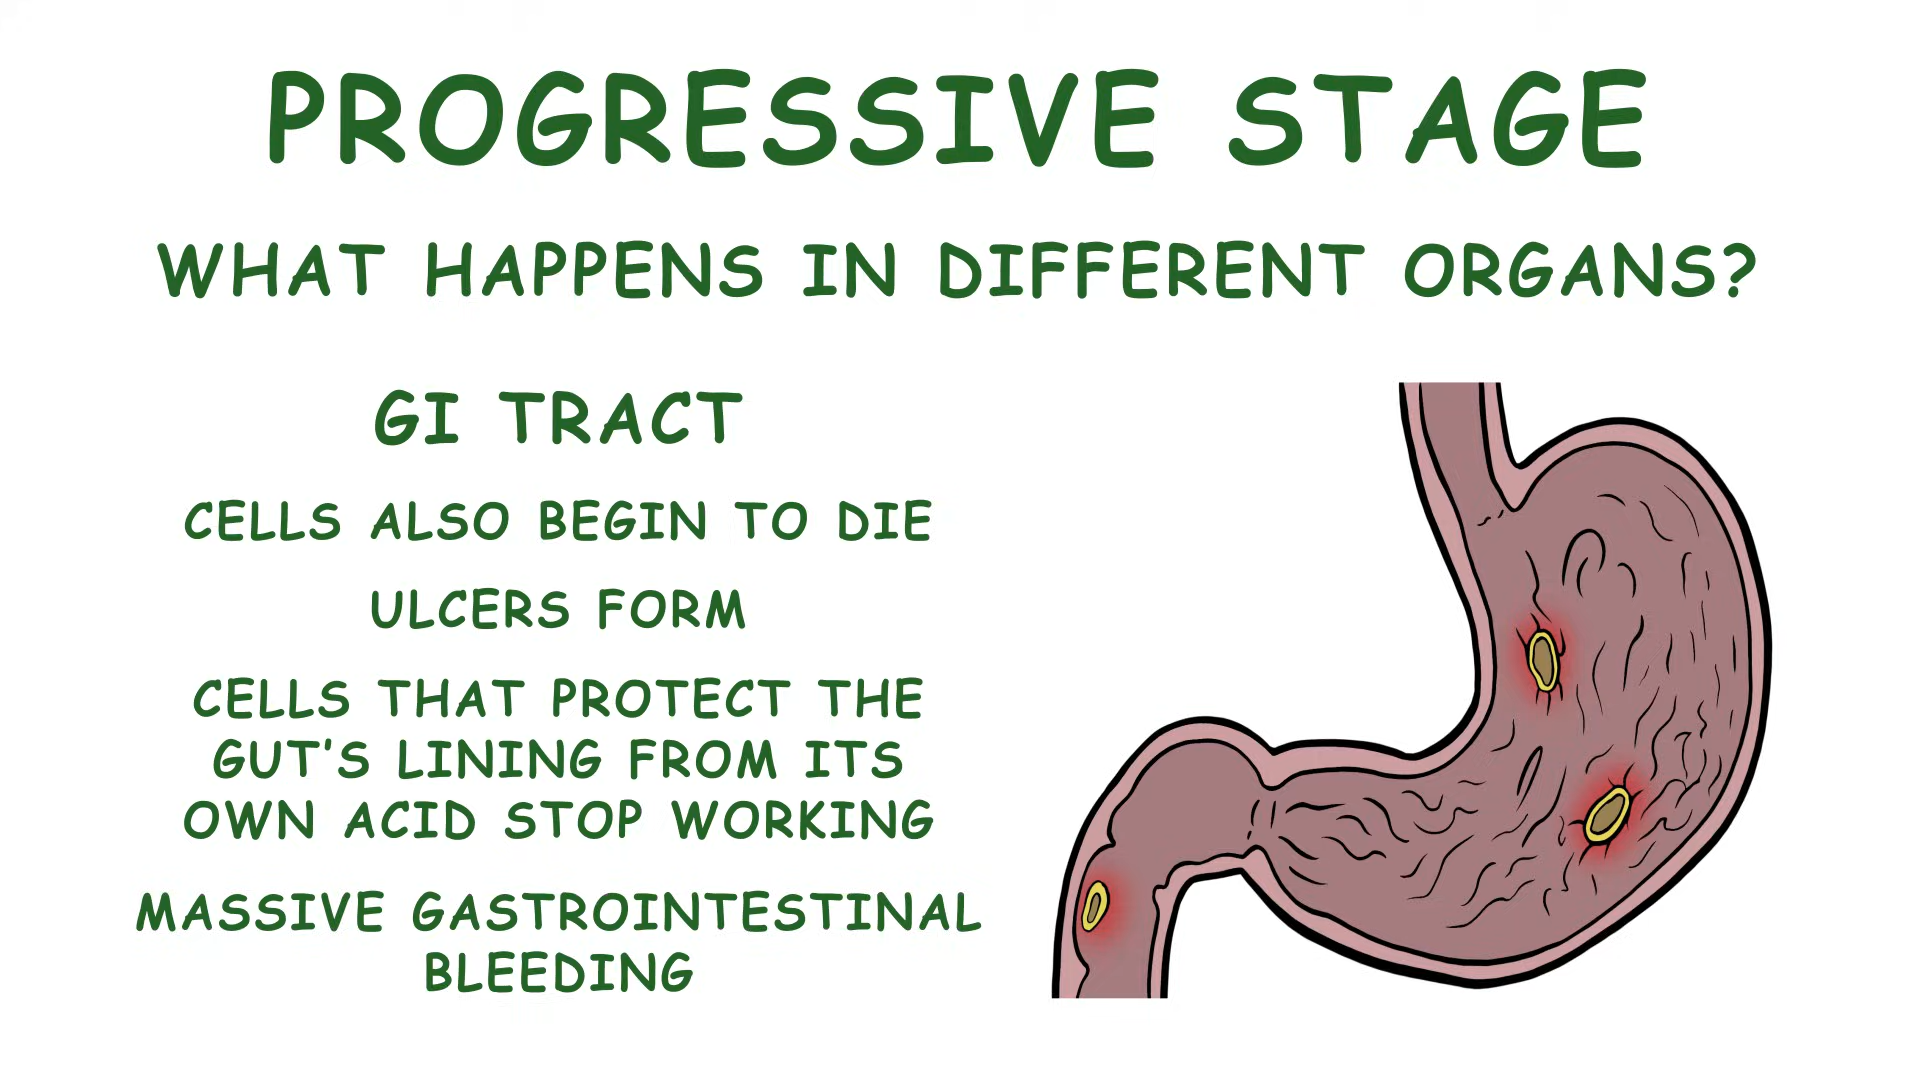 PROGRESSIVE STAGE
WHAT HAPPENS IN DIFFERENT ORGANS?
GI TRACT
CELLS ALSO BEGIN TO DIE
ULCERS FORM
CELLS THAT PROTECT THE
GUT'S LINING FROM ITS
OWN ACID STOP WORKING
MASSIVE GASTROINTESTINAL
BLEEDING